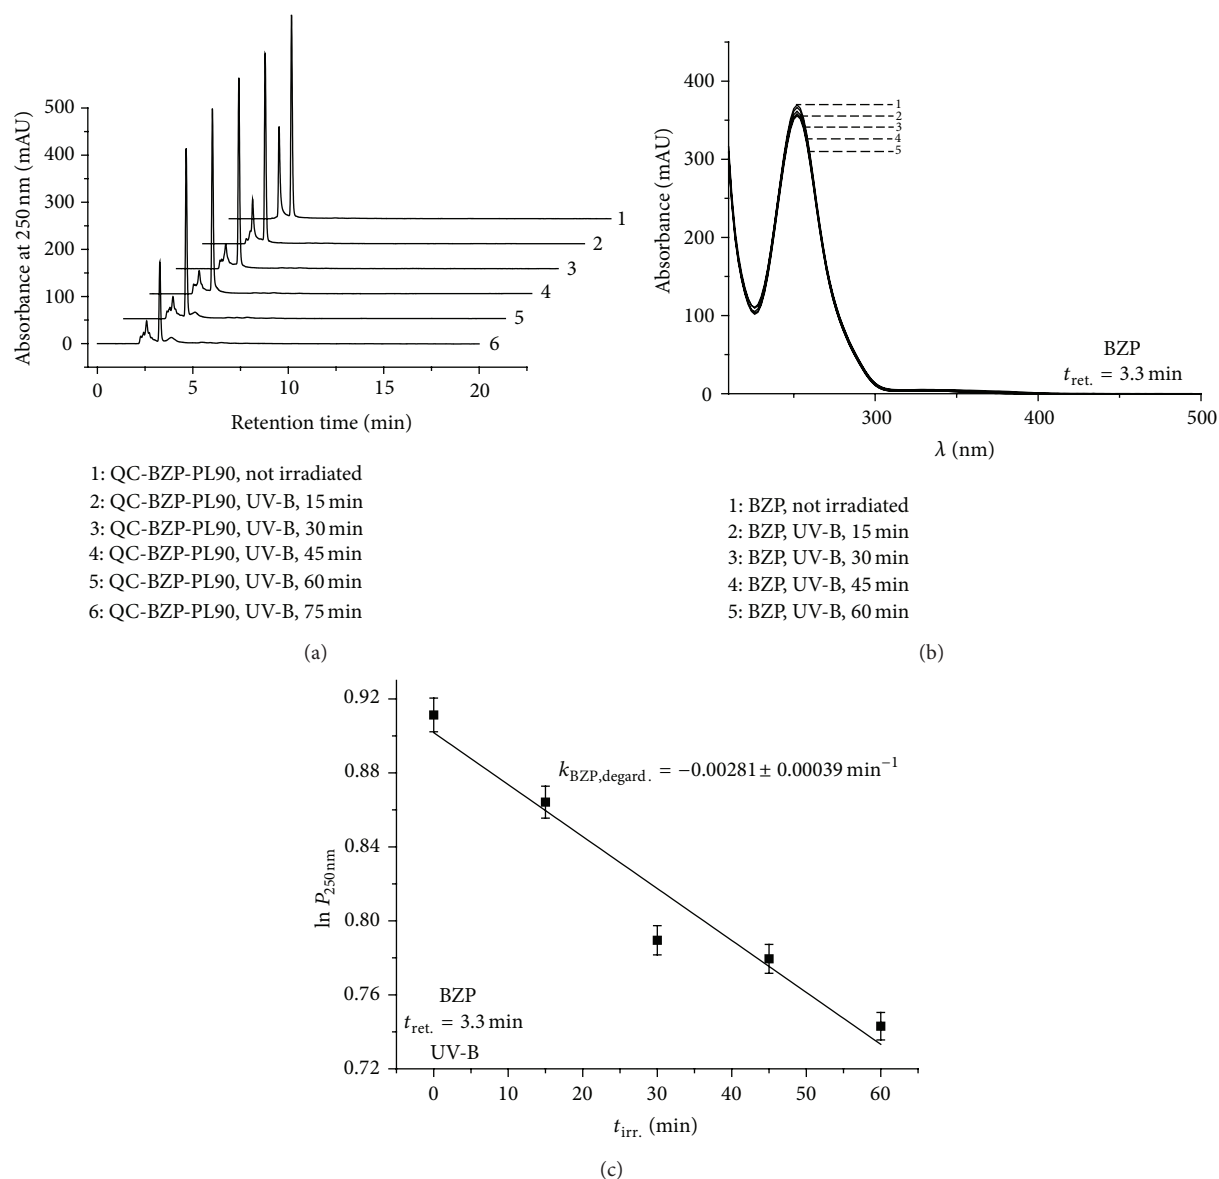 Absorbance at 250 nm (mAU)
500
400
300
200
100
0
1
2
3
4
5
6
0 5 10 15 20
Retention time (min)
1: QC-BZP-PL90, not irradiated
2: QC-BZP-PL90, UV-B, 15 min
3: QC-BZP-PL90, UV-B, 30 min
4: QC-BZP-PL90, UV-B, 45 min
5: QC-BZP-PL90, UV-B, 60 min
6: QC-BZP-PL90, UV-B, 75 min
(a)
Absorbance (mAU)
400
300
200
100
0
1
2
3
4
5
BZP
t_ret. = 3.3 min
300 400 500
λ (nm)
1: BZP, not irradiated
2: BZP, UV-B, 15 min
3: BZP, UV-B, 30 min
4: BZP, UV-B, 45 min
5: BZP, UV-B, 60 min
(b)
ln P_250 nm
0.92
0.88
0.84
0.80
0.76
0.72
k_BZP,degard. = −0.00281 ± 0.00039 min⁻¹
BZP
t_ret. = 3.3 min
UV-B
0 10 20 30 40 50 60
t_irr. (min)
(c)